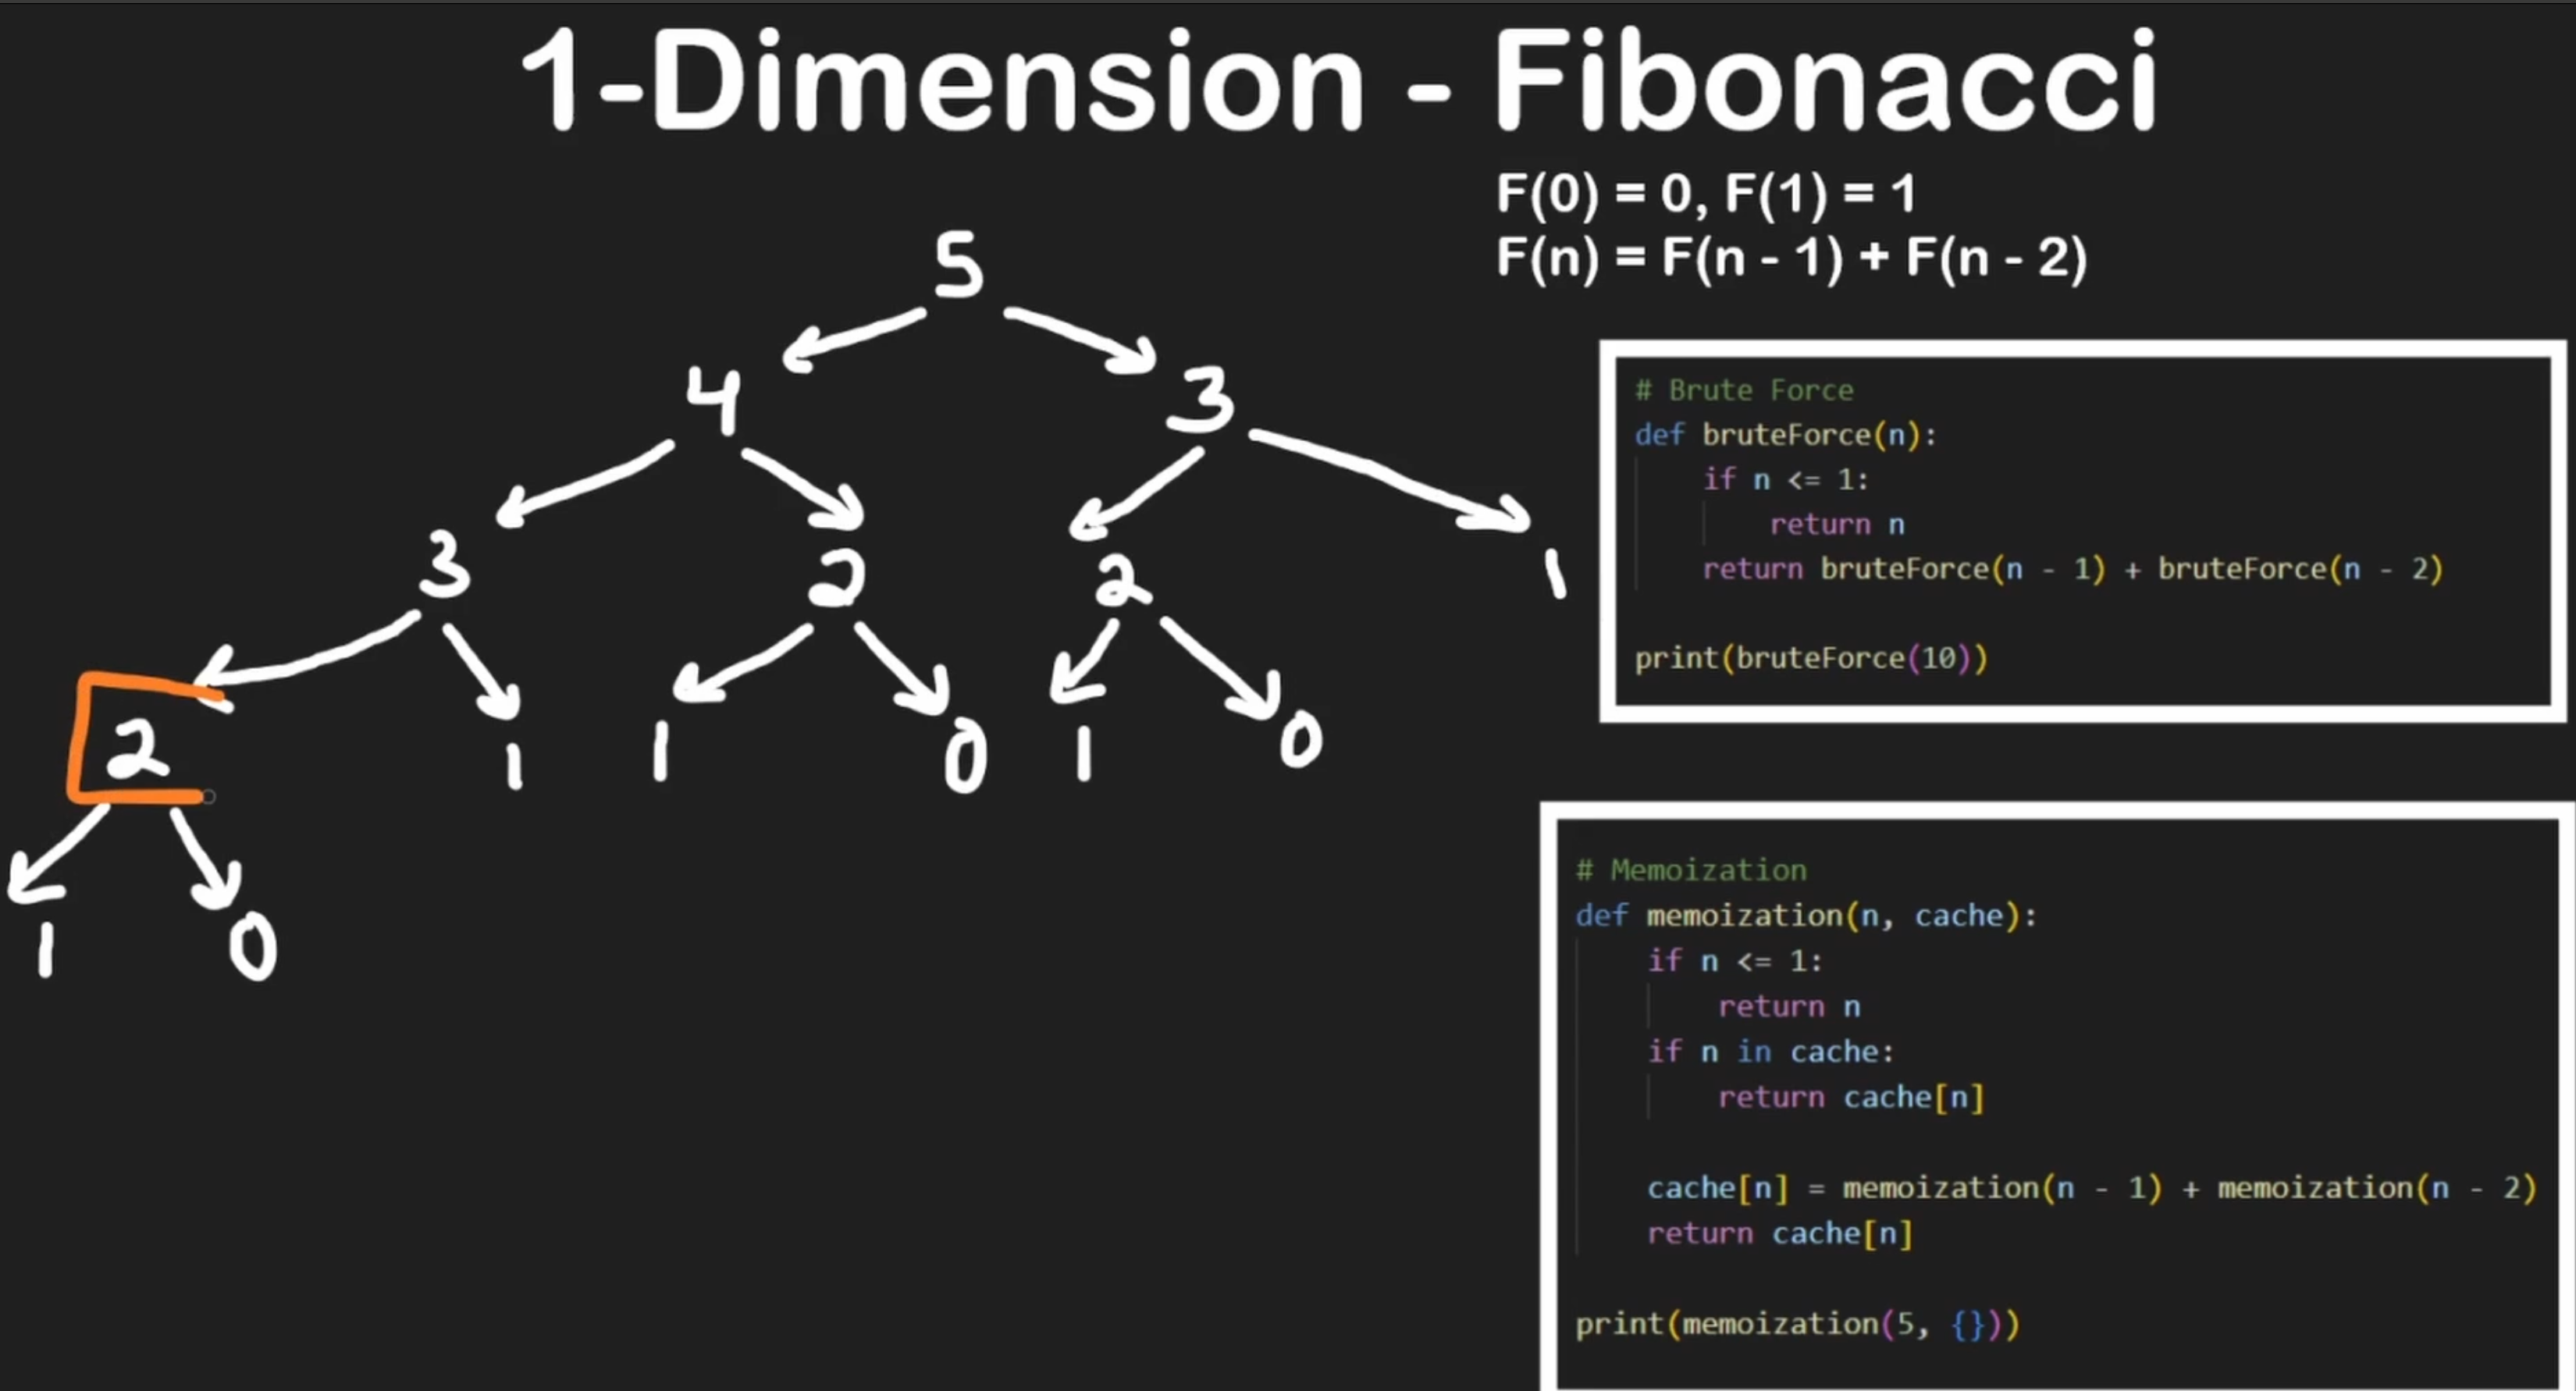 1-Dimension - Fibonacci
F(0) = 0, F(1) = 1
F(n) = F(n - 1) + F(n - 2)
5
4 3
3 2 2 1
2 1 1 0 1 0
1 0
# Brute Force
def bruteForce(n):
    if n <= 1:
        return n
    return bruteForce(n - 1) + bruteForce(n - 2)
print(bruteForce(10))
# Memoization
def memoization(n, cache):
    if n <= 1:
        return n
    if n in cache:
        return cache[n]
    cache[n] = memoization(n - 1) + memoization(n - 2)
    return cache[n]
print(memoization(5, {}))